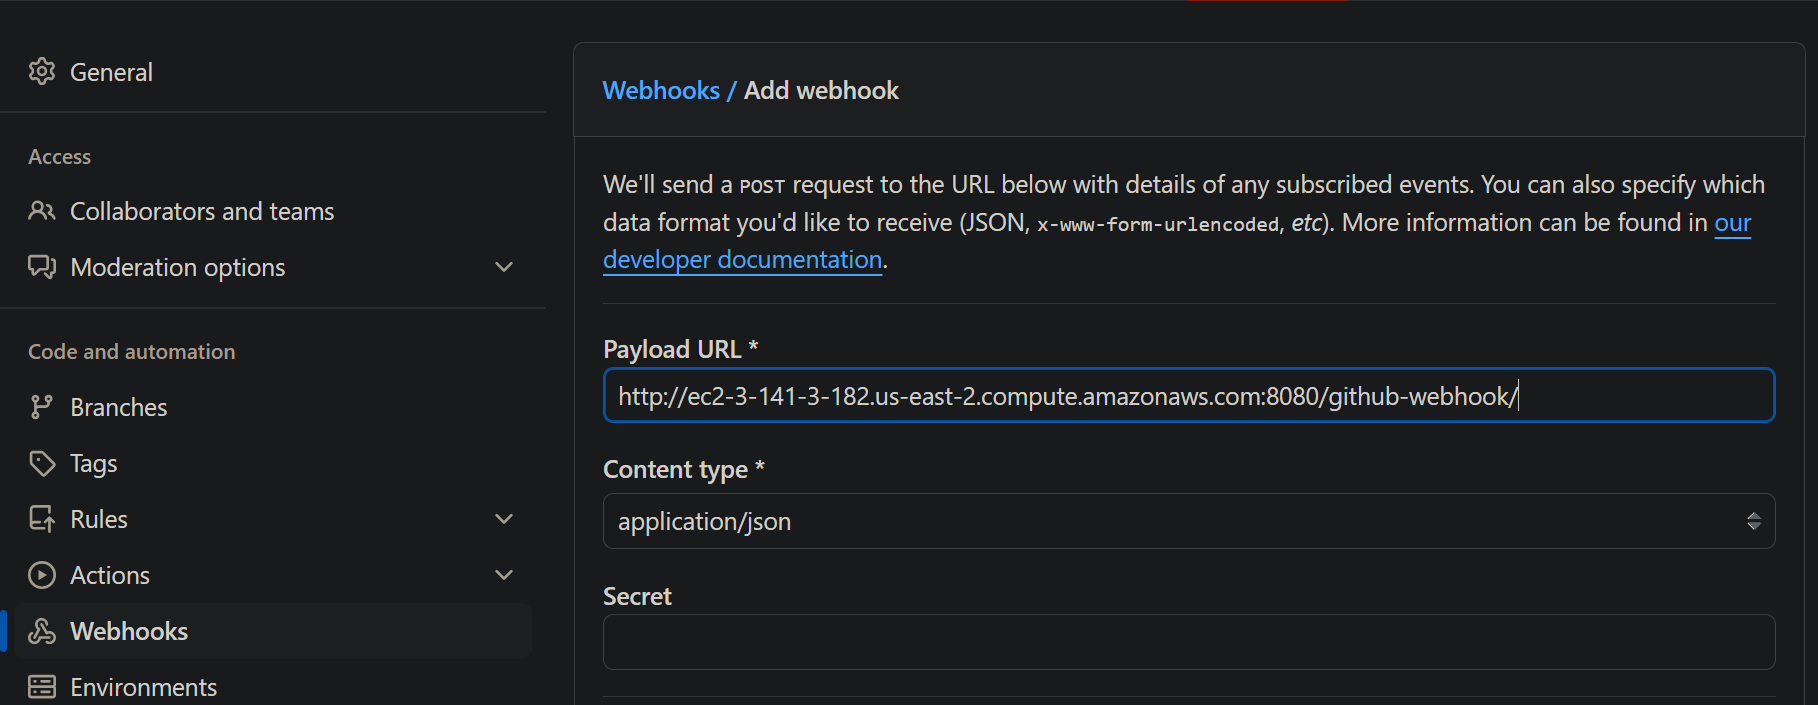 General
Access
Collaborators and teams
Moderation options
Code and automation
Branches
Tags
Rules
Actions
Webhooks
Environments
Webhooks / Add webhook
We'll send a POST request to the URL below with details of any subscribed events. You can also specify which
data format you'd like to receive (JSON, x-www-form-urlencoded, etc). More information can be found in our
developer documentation.
Payload URL *
http://ec2-3-141-3-182.us-east-2.compute.amazonaws.com:8080/github-webhook/
Content type *
application/json
Secret